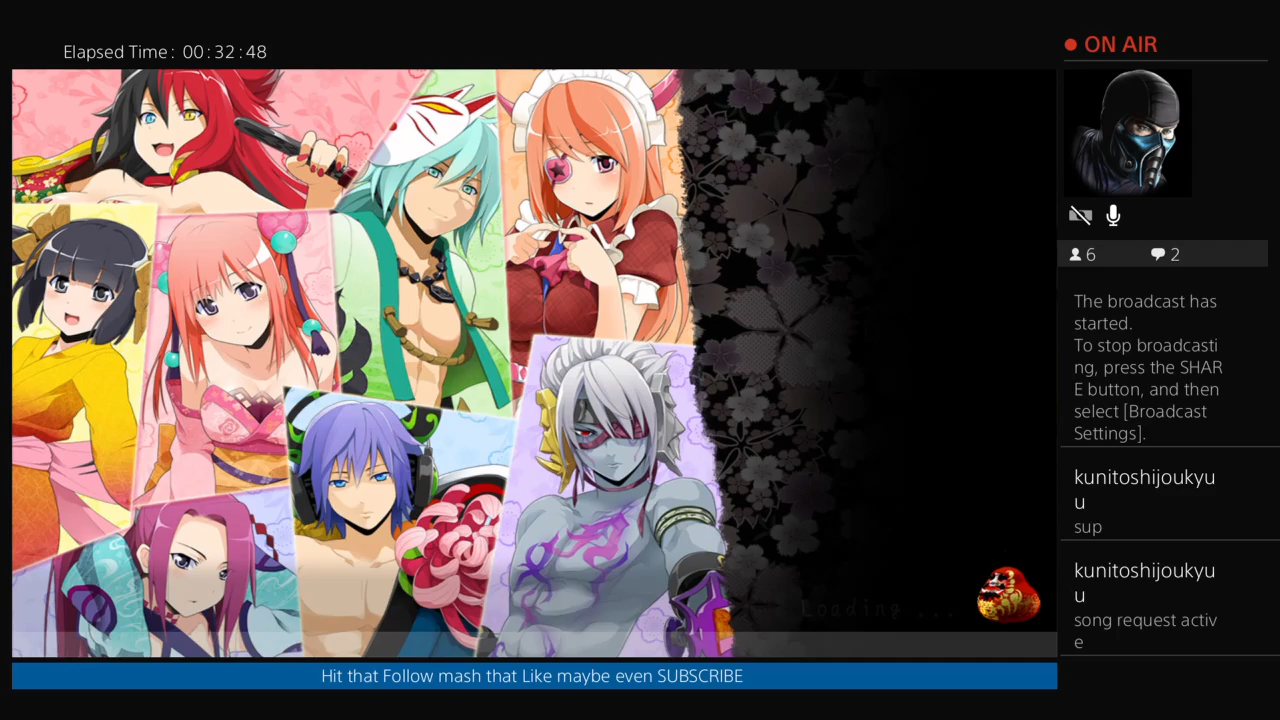 Elapsed Time: 00:32:48
ON AIR
6 2
The broadcast has
started.
To stop broadcasti
ng, press the SHAR
E button, and then
select [Broadcast
Settings].
kunitoshijoukyu
u
sup
kunitoshijoukyu
u
song request activ
e
Loading ...
Hit that Follow mash that Like maybe even SUBSCRIBE